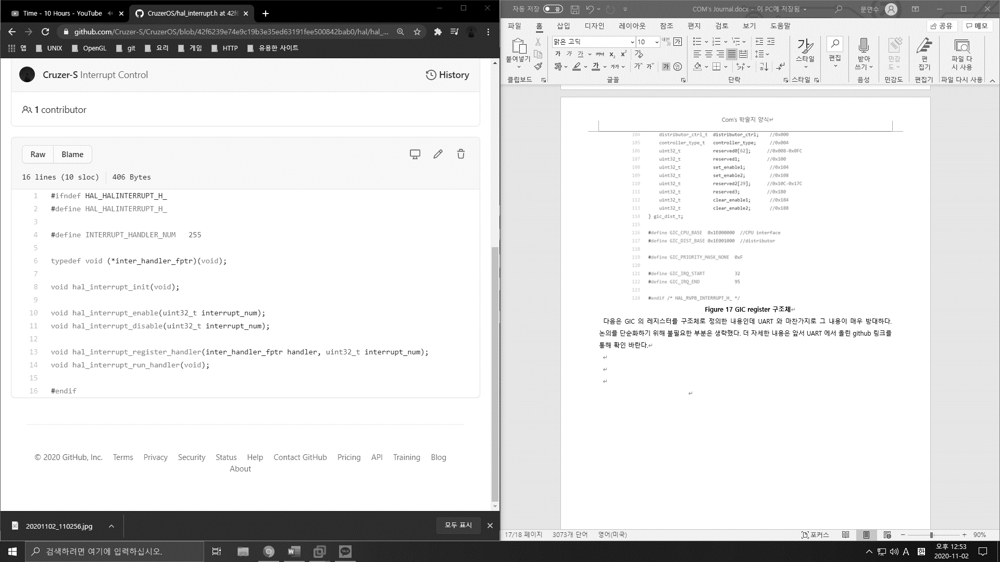 Time - 10 Hours - YouTube
CruzerOS/hal_interrupt.h at 42f6
github.com/Cruzer-S/CruzerOS/blob/42f6239e74e9c19b3e35ed63191fee500842bab0/hal/hal_...
앱 UNIX OpenGL git 요리 게임 HTTP 유용한 사이트
Cruzer-S Interrupt Control
History
1 contributor
Raw Blame
16 lines (10 sloc) 406 Bytes
1 #ifndef HAL_HALINTERRUPT_H_
2 #define HAL_HALINTERRUPT_H_
3
4 #define INTERRUPT_HANDLER_NUM 255
5
6 typedef void (*inter_handler_fptr)(void);
7
8 void hal_interrupt_init(void);
9
10 void hal_interrupt_enable(uint32_t interrupt_num);
11 void hal_interrupt_disable(uint32_t interrupt_num);
12
13 void hal_interrupt_register_handler(inter_handler_fptr handler, uint32_t interrupt_num);
14 void hal_interrupt_run_handler(void);
15
16 #endif
© 2020 GitHub, Inc. Terms Privacy Security Status Help Contact GitHub Pricing API Training Blog
About
20201102_110256.jpg
모두 표시
자동 저장 끔 COM's Journal.docx - 이 PC에 저장됨 문연수
파일 홈 삽입 디자인 레이아웃 참조 편지 검토 보기 도움말 공유 메모
맑은 고딕 10
붙여넣기
클립보드 글꼴 단락 스타일
스타일
편집
받아
쓰기
음성
민감
도
민감도
편
집기
편집기
파일 다
시 사용
파일 다시 사용
Com's 학술지 양식
104 distributor_ctrl_t distributor_ctrl; //0x000
105 controller_type_t controller_type; //0x004
106 uint32_t reserved0[62]; //0x008-0x0FC
107 uint32_t reserved1; //0x100
108 uint32_t set_enable1; //0x104
109 uint32_t set_enable2; //0x108
110 uint32_t reserved2[29]; //0x10C-0x17C
111 uint32_t reserved3; //0x180
112 uint32_t clear_enable1; //0x184
113 uint32_t clear_enable2; //0x188
114 } gic_dist_t;
115
116 #define GIC_CPU_BASE 0x1E000000 //CPU interface
117 #define GIC_DIST_BASE 0x1E001000 //distributor
118
119 #define GIC_PRIORITY_MASK_NONE 0xF
120
121 #define GIC_IRQ_START 32
122 #define GIC_IRQ_END 95
123
124 #endif /* HAL_RVPB_INTERRUPT_H_ */
Figure 17 GIC register 구조체
다음은 GIC 의 레지스터를 구조체로 정의한 내용인데 UART 와 마찬가지로 그 내용이 매우 방대하다.
논의를 단순화하기 위해 불필요한 부분은 생략했다. 더 자세한 내용은 앞서 UART 에서 올린 github 링크를
통해 확인 바란다.
17/18 페이지 3073개 단어 영어(미국) 포커스 90%
검색하려면 여기에 입력하십시오.
TALK
A 한 오후 12:53
2020-11-02